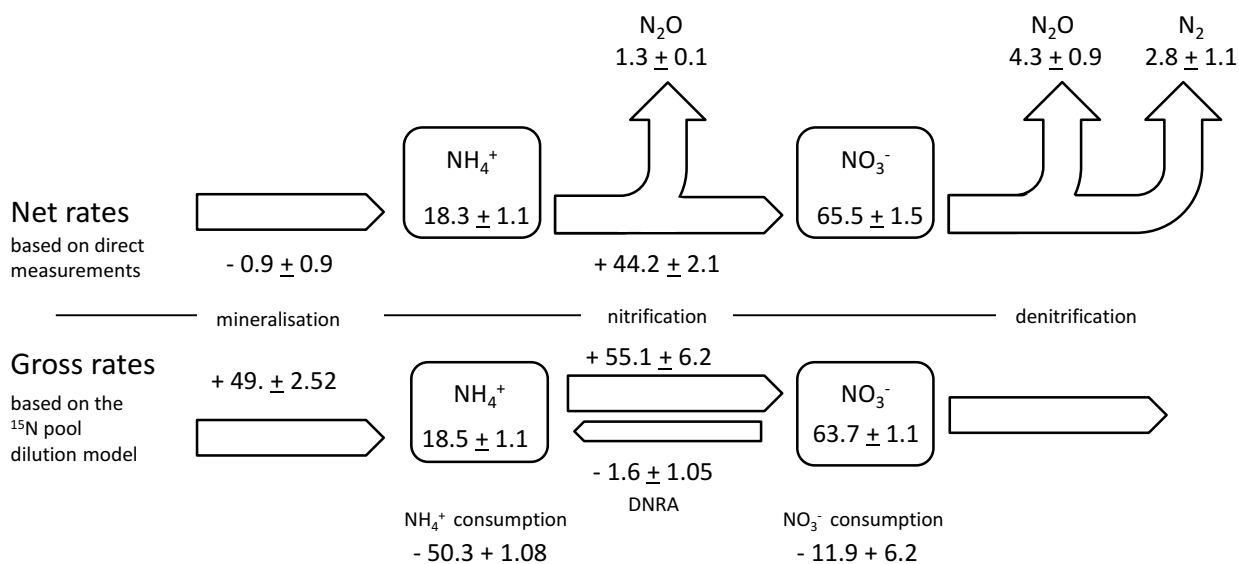 N₂O
1.3 ± 0.1
N₂O
4.3 ± 0.9
N₂
2.8 ± 1.1
Net rates
based on direct
measurements
- 0.9 ± 0.9
NH₄⁺
18.3 ± 1.1
+ 44.2 ± 2.1
NO₃⁻
65.5 ± 1.5
mineralisation
nitrification
denitrification
Gross rates
based on the
¹⁵N pool
dilution model
+ 49. ± 2.52
NH₄⁺
18.5 ± 1.1
+ 55.1 ± 6.2
- 1.6 ± 1.05
DNRA
NO₃⁻
63.7 ± 1.1
NH₄⁺ consumption
- 50.3 + 1.08
NO₃⁻ consumption
- 11.9 + 6.2